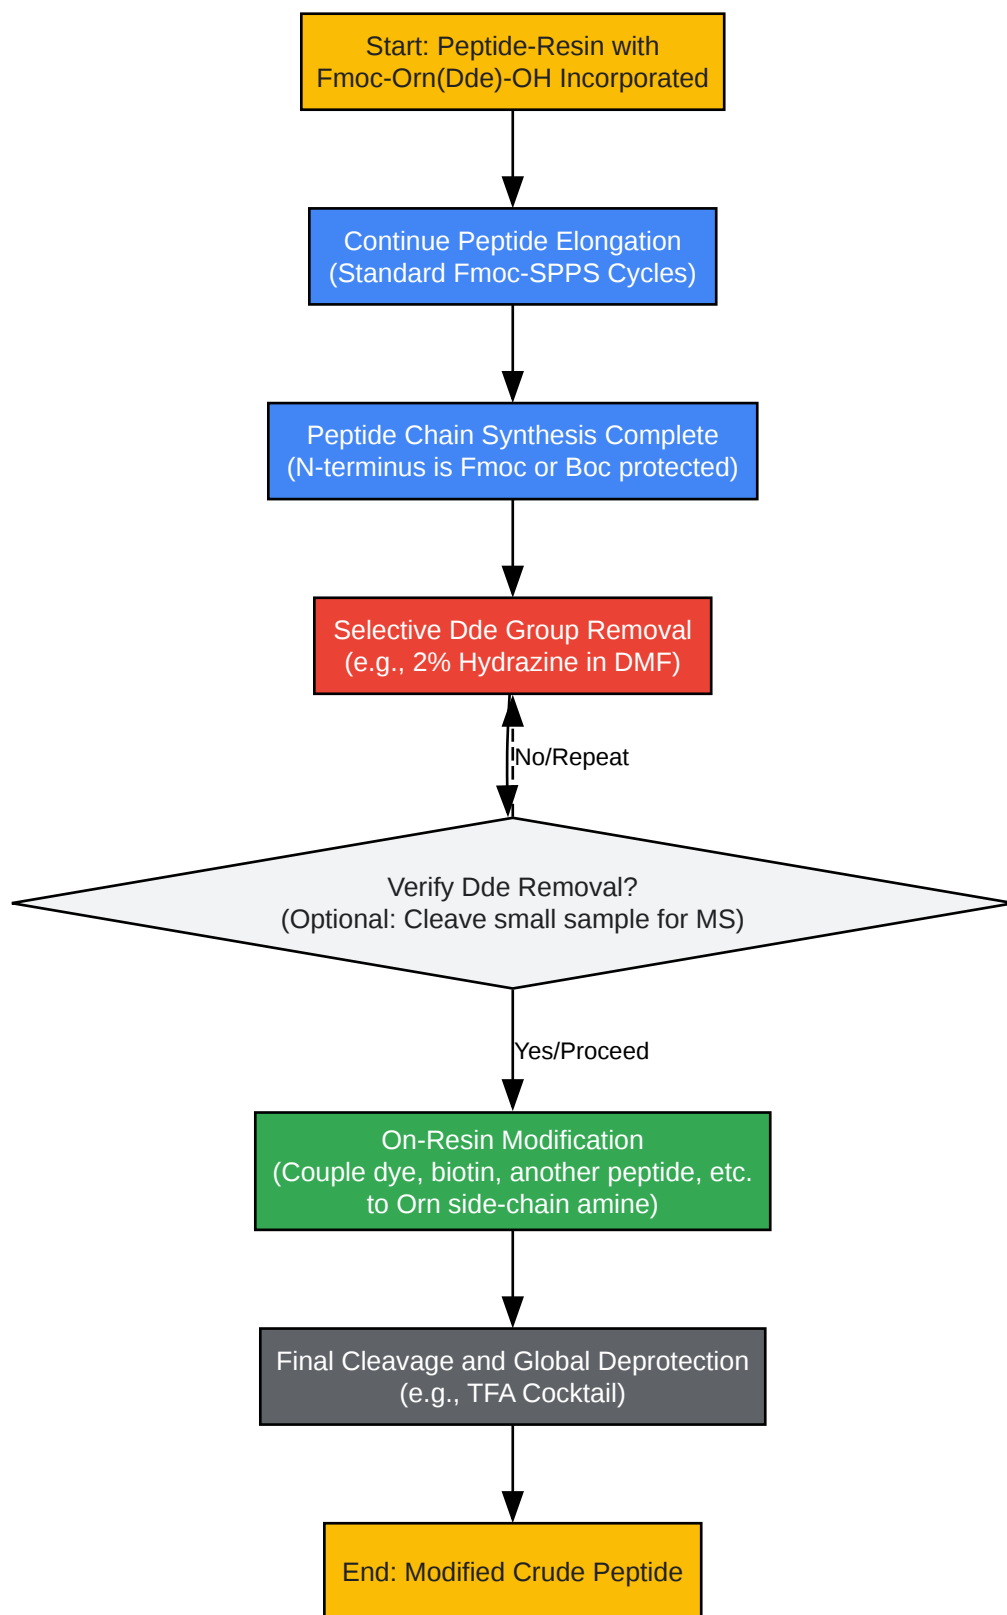 Start: Peptide-Resin with
Fmoc-Orn(Dde)-OH Incorporated
Continue Peptide Elongation
(Standard Fmoc-SPPS Cycles)
Peptide Chain Synthesis Complete
(N-terminus is Fmoc or Boc protected)
Selective Dde Group Removal
(e.g., 2% Hydrazine in DMF)
No/Repeat
Verify Dde Removal?
(Optional: Cleave small sample for MS)
Yes/Proceed
On-Resin Modification
(Couple dye, biotin, another peptide, etc.
to Orn side-chain amine)
Final Cleavage and Global Deprotection
(e.g., TFA Cocktail)
End: Modified Crude Peptide